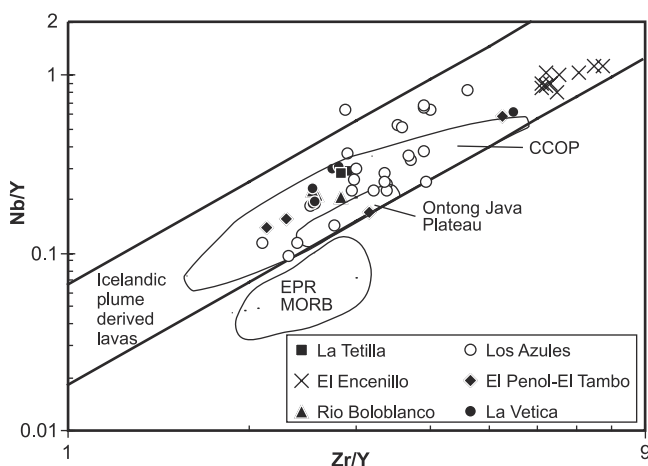 2
1
Nb/Y
0.1
0.01
CCOP
Ontong Java
Plateau
Icelandic
plume
derived
lavas
EPR
MORB
La Tetilla
Los Azules
El Encenillo
El Penol-El Tambo
Rio Boloblanco
La Vetica
1
Zr/Y
9